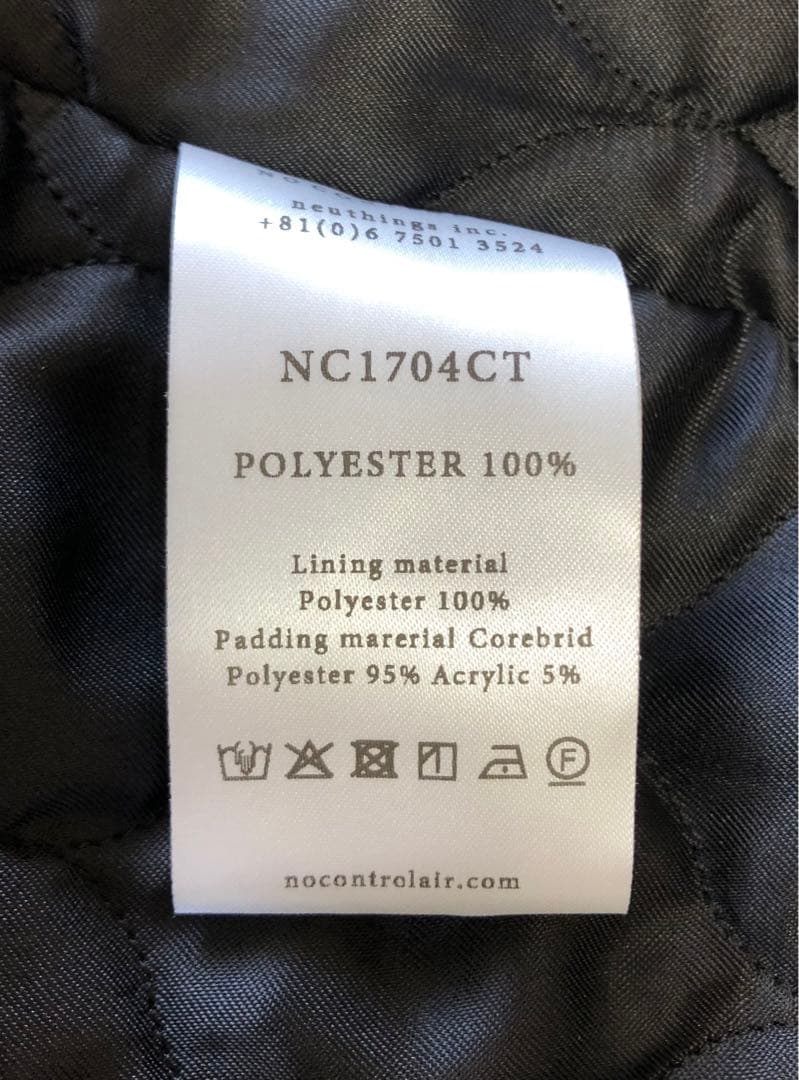 neuthings inc.
+81(0)6 7501 3524
NC1704CT
POLYESTER 100%
Lining material
Polyester 100%
Padding marerial Corebrid
Polyester 95% Acrylic 5%
F
nocontrolair.com